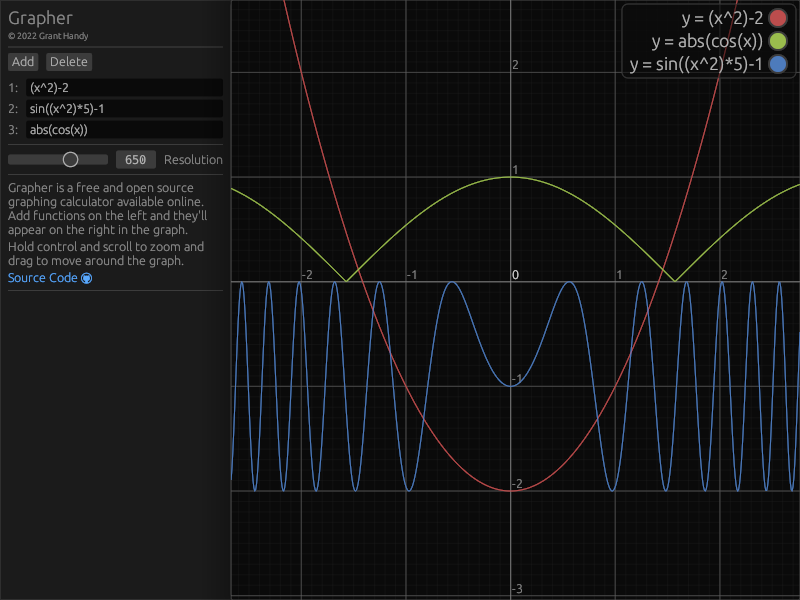 Grapher
© 2022 Grant Handy
Add Delete
1: (x^2)-2
2: sin((x^2)*5)-1
3: abs(cos(x))
650 Resolution
Grapher is a free and open source
graphing calculator available online.
Add functions on the left and they'll
appear on the right in the graph.
Hold control and scroll to zoom and
drag to move around the graph.
Source Code
y = (x^2)-2
y = abs(cos(x))
y = sin((x^2)*5)-1
2
1
-2 -1 0 1 2
-1
-2
-3